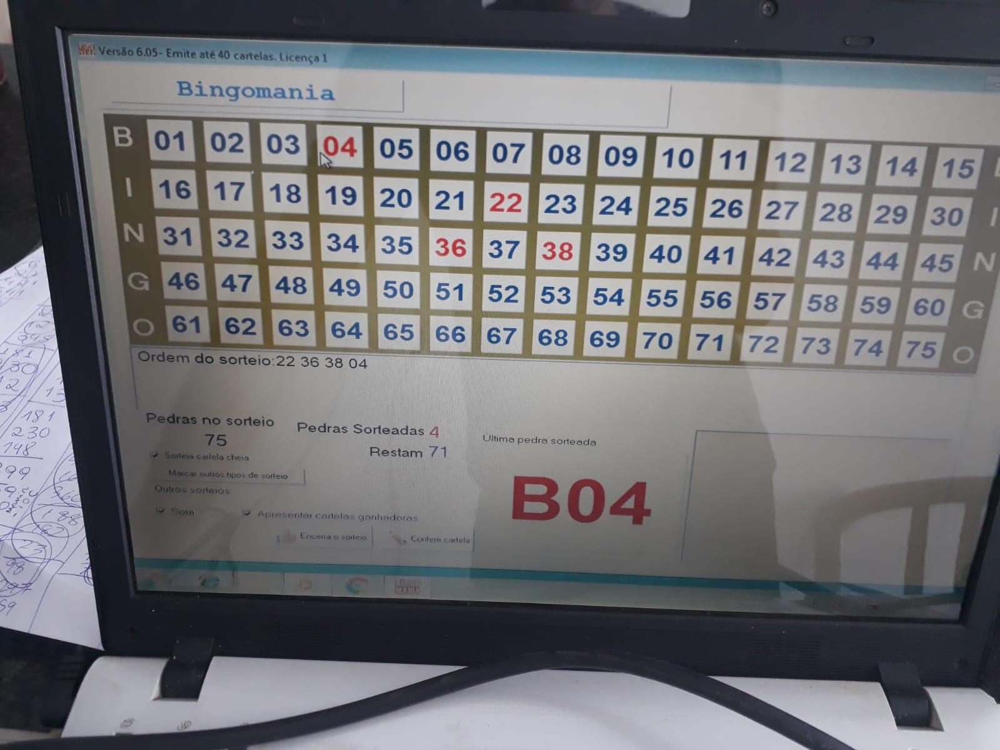 Versão 6.05- Emite até 40 cartelas. Licença 1
Bingomania
B 01 02 03 04 05 06 07 08 09 10 11 12 13 14 15
I 16 17 18 19 20 21 22 23 24 25 26 27 28 29 30 I
N 31 32 33 34 35 36 37 38 39 40 41 42 43 44 45 N
G 46 47 48 49 50 51 52 53 54 55 56 57 58 59 60 G
O 61 62 63 64 65 66 67 68 69 70 71 72 73 74 75 O
Ordem do sorteio:22 36 38 04
Pedras no sorteio
75
Pedras Sorteadas 4
Restam 71
Última pedra sorteada
B04
Sorteia cartela cheia
Marcar outros tipos de sorteio
Outros sorteios:
Som
Apresentar cartelas ganhadoras
Encerra o sorteio
Confere cartela
BINGO
MANIA
181
230
148